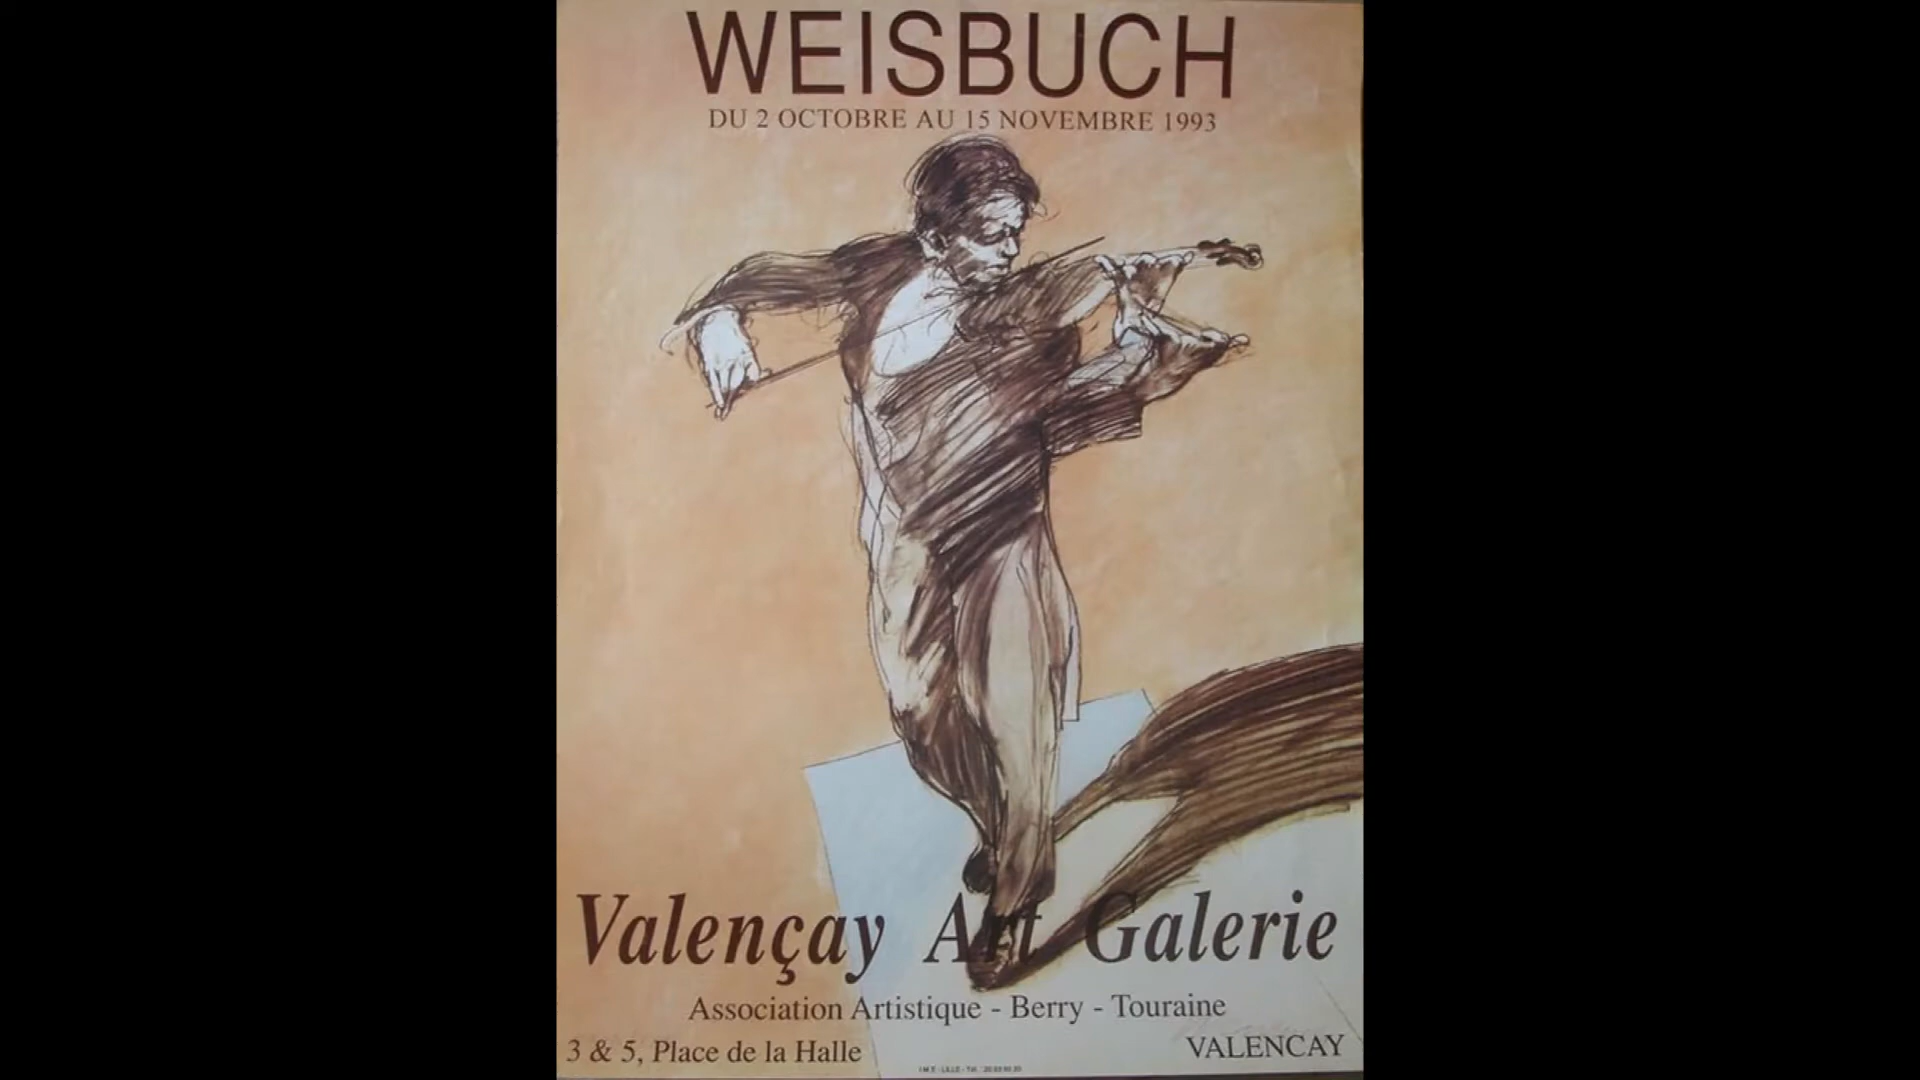 WEISBUCH
DU 2 OCTOBRE AU 15 NOVEMBRE 1993
Valençay Art Galerie
Association Artistique - Berry - Touraine
3 & 5, Place de la Halle
VALENCAY